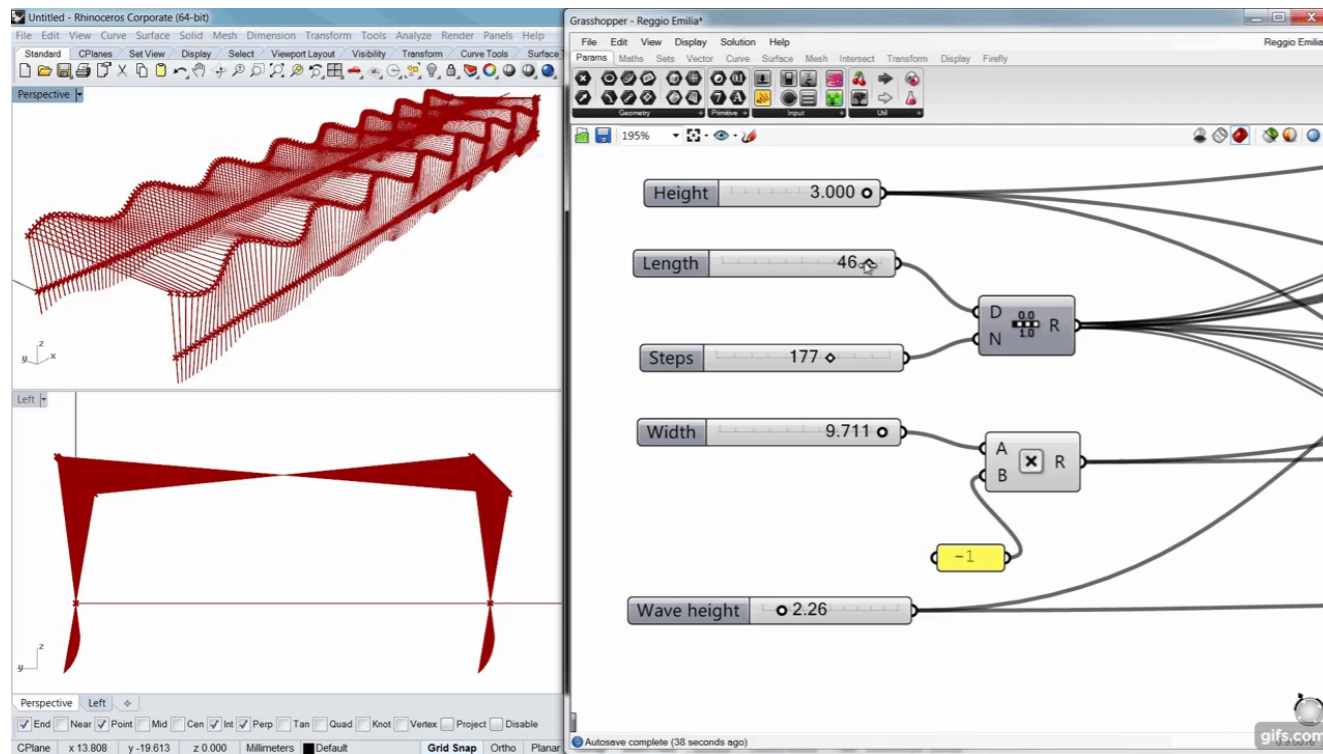 Untitled - Rhinoceros Corporate (64-bit)
File Edit View Curve Surface Solid Mesh Dimension Transform Tools Analyze Render Panels Help
Standard CPlanes Set View Display Select Viewport Layout Visibility Transform Curve Tools Surface
Perspective
z
y x
Left
z
y
Perspective Left
End Near Point Mid Cen Int Perp Tan Quad Knot Vertex Project Disable
CPlane x 13.808 y -19.613 z 0.000 Millimeters Default Grid Snap Ortho Planar
Grasshopper - Reggio Emilia*
File Edit View Display Solution Help Reggio Emilia
Params Maths Sets Vector Curve Surface Mesh Intersect Transform Display Firefly
Geometry Primitive Input Util
195%
Height 3.000
Length 46
D 0.0 R
N 1.0
Steps 177
Width 9.711
A R
B
-1
Wave height 2.26
Autosave complete (38 seconds ago)
gifs.com